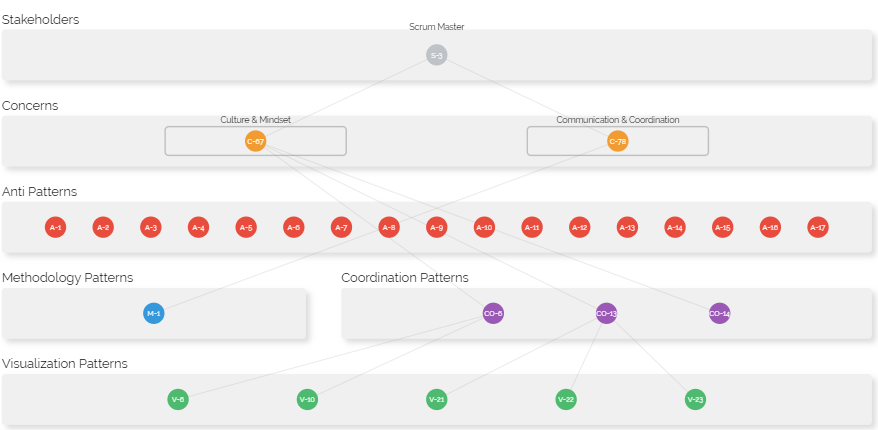 Stakeholders
Scrum Master
S-3
Concerns
Culture & Mindset
Communication & Coordination
C-67
C-78
Anti Patterns
A-1 A-2 A-3 A-4 A-5 A-6 A-7 A-8 A-9 A-10 A-11 A-12 A-13 A-14 A-15 A-16 A-17
Methodology Patterns
Coordination Patterns
M-1
CO-6 CO-13 CO-14
Visualization Patterns
V-6 V-10 V-21 V-22 V-23